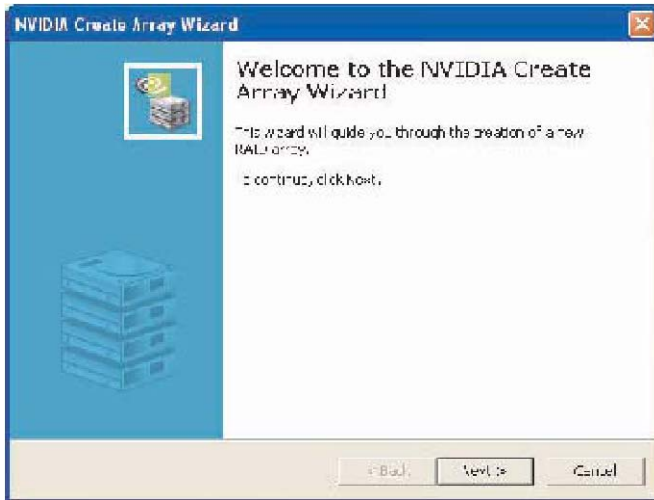 NVIDIA Create Array Wizard
Welcome to the NVIDIA Create
Array Wizard
This wizard will guide you through the creation of a new
RAID array.
To continue, click Next.
< Back
Next >
Cancel